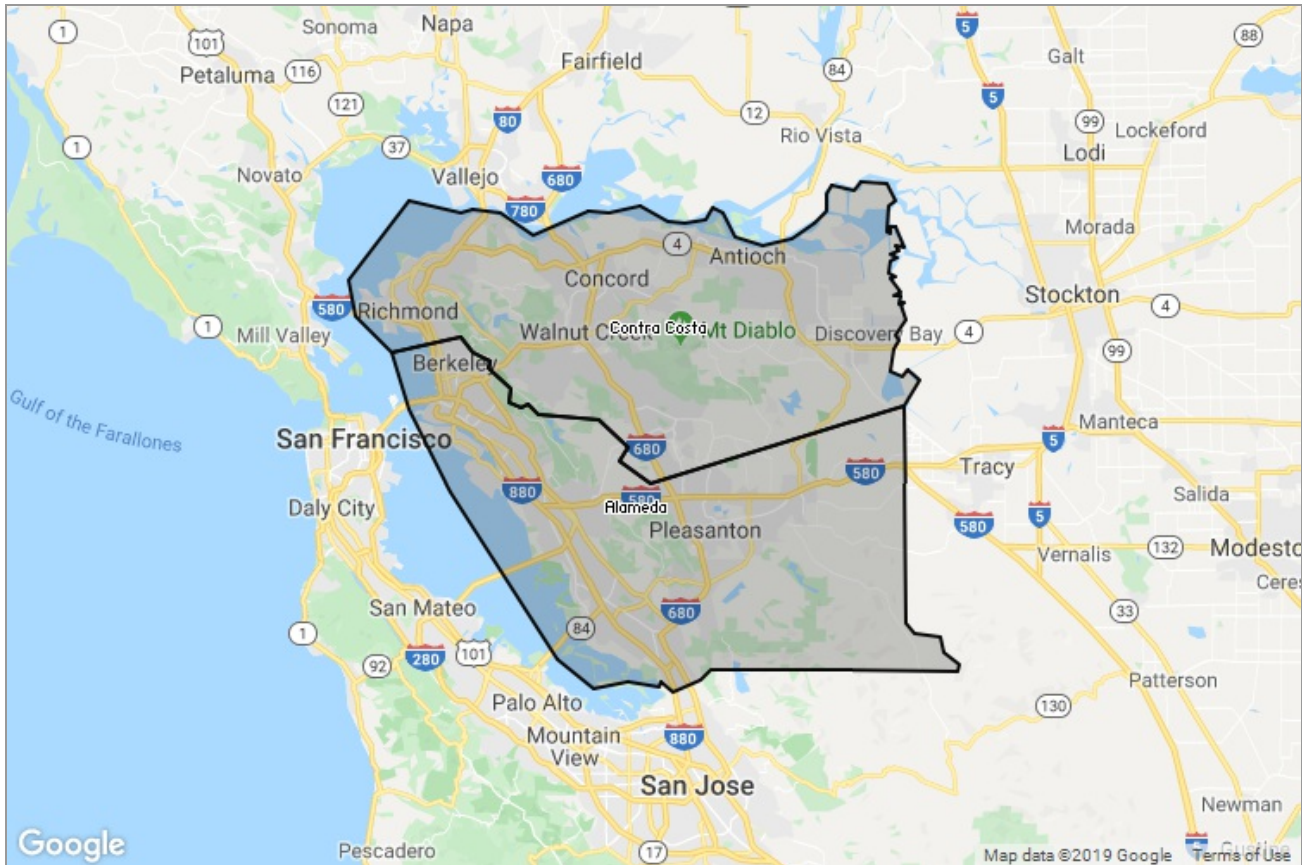 1
Sonoma
Napa
5
88
101
Fairfield
Galt
Petaluma
116
84
121
80
5
99
Lockeford
12
1
37
Rio Vista
Lodi
Novato
Vallejo
680
780
Morada
4
Antioch
Concord
Stockton
580
Richmond
4
1
Mill Valley
Walnut Creek
Contra Costa
Mt Diablo
Discovery Bay
4
99
Berkeley
Gulf of the Farallones
Manteca
San Francisco
680
5
580
Tracy
880
580
Salida
Daly City
Alameda
5
Pleasanton
580
Vernalis
132
Modesto
Ceres
San Mateo
680
33
1
84
92
280
101
Patterson
Palo Alto
130
Mountain
View
880
San Jose
Newman
Google
Pescadero
17
5
Gustine
Map data ©2019 Google
Terms of Use